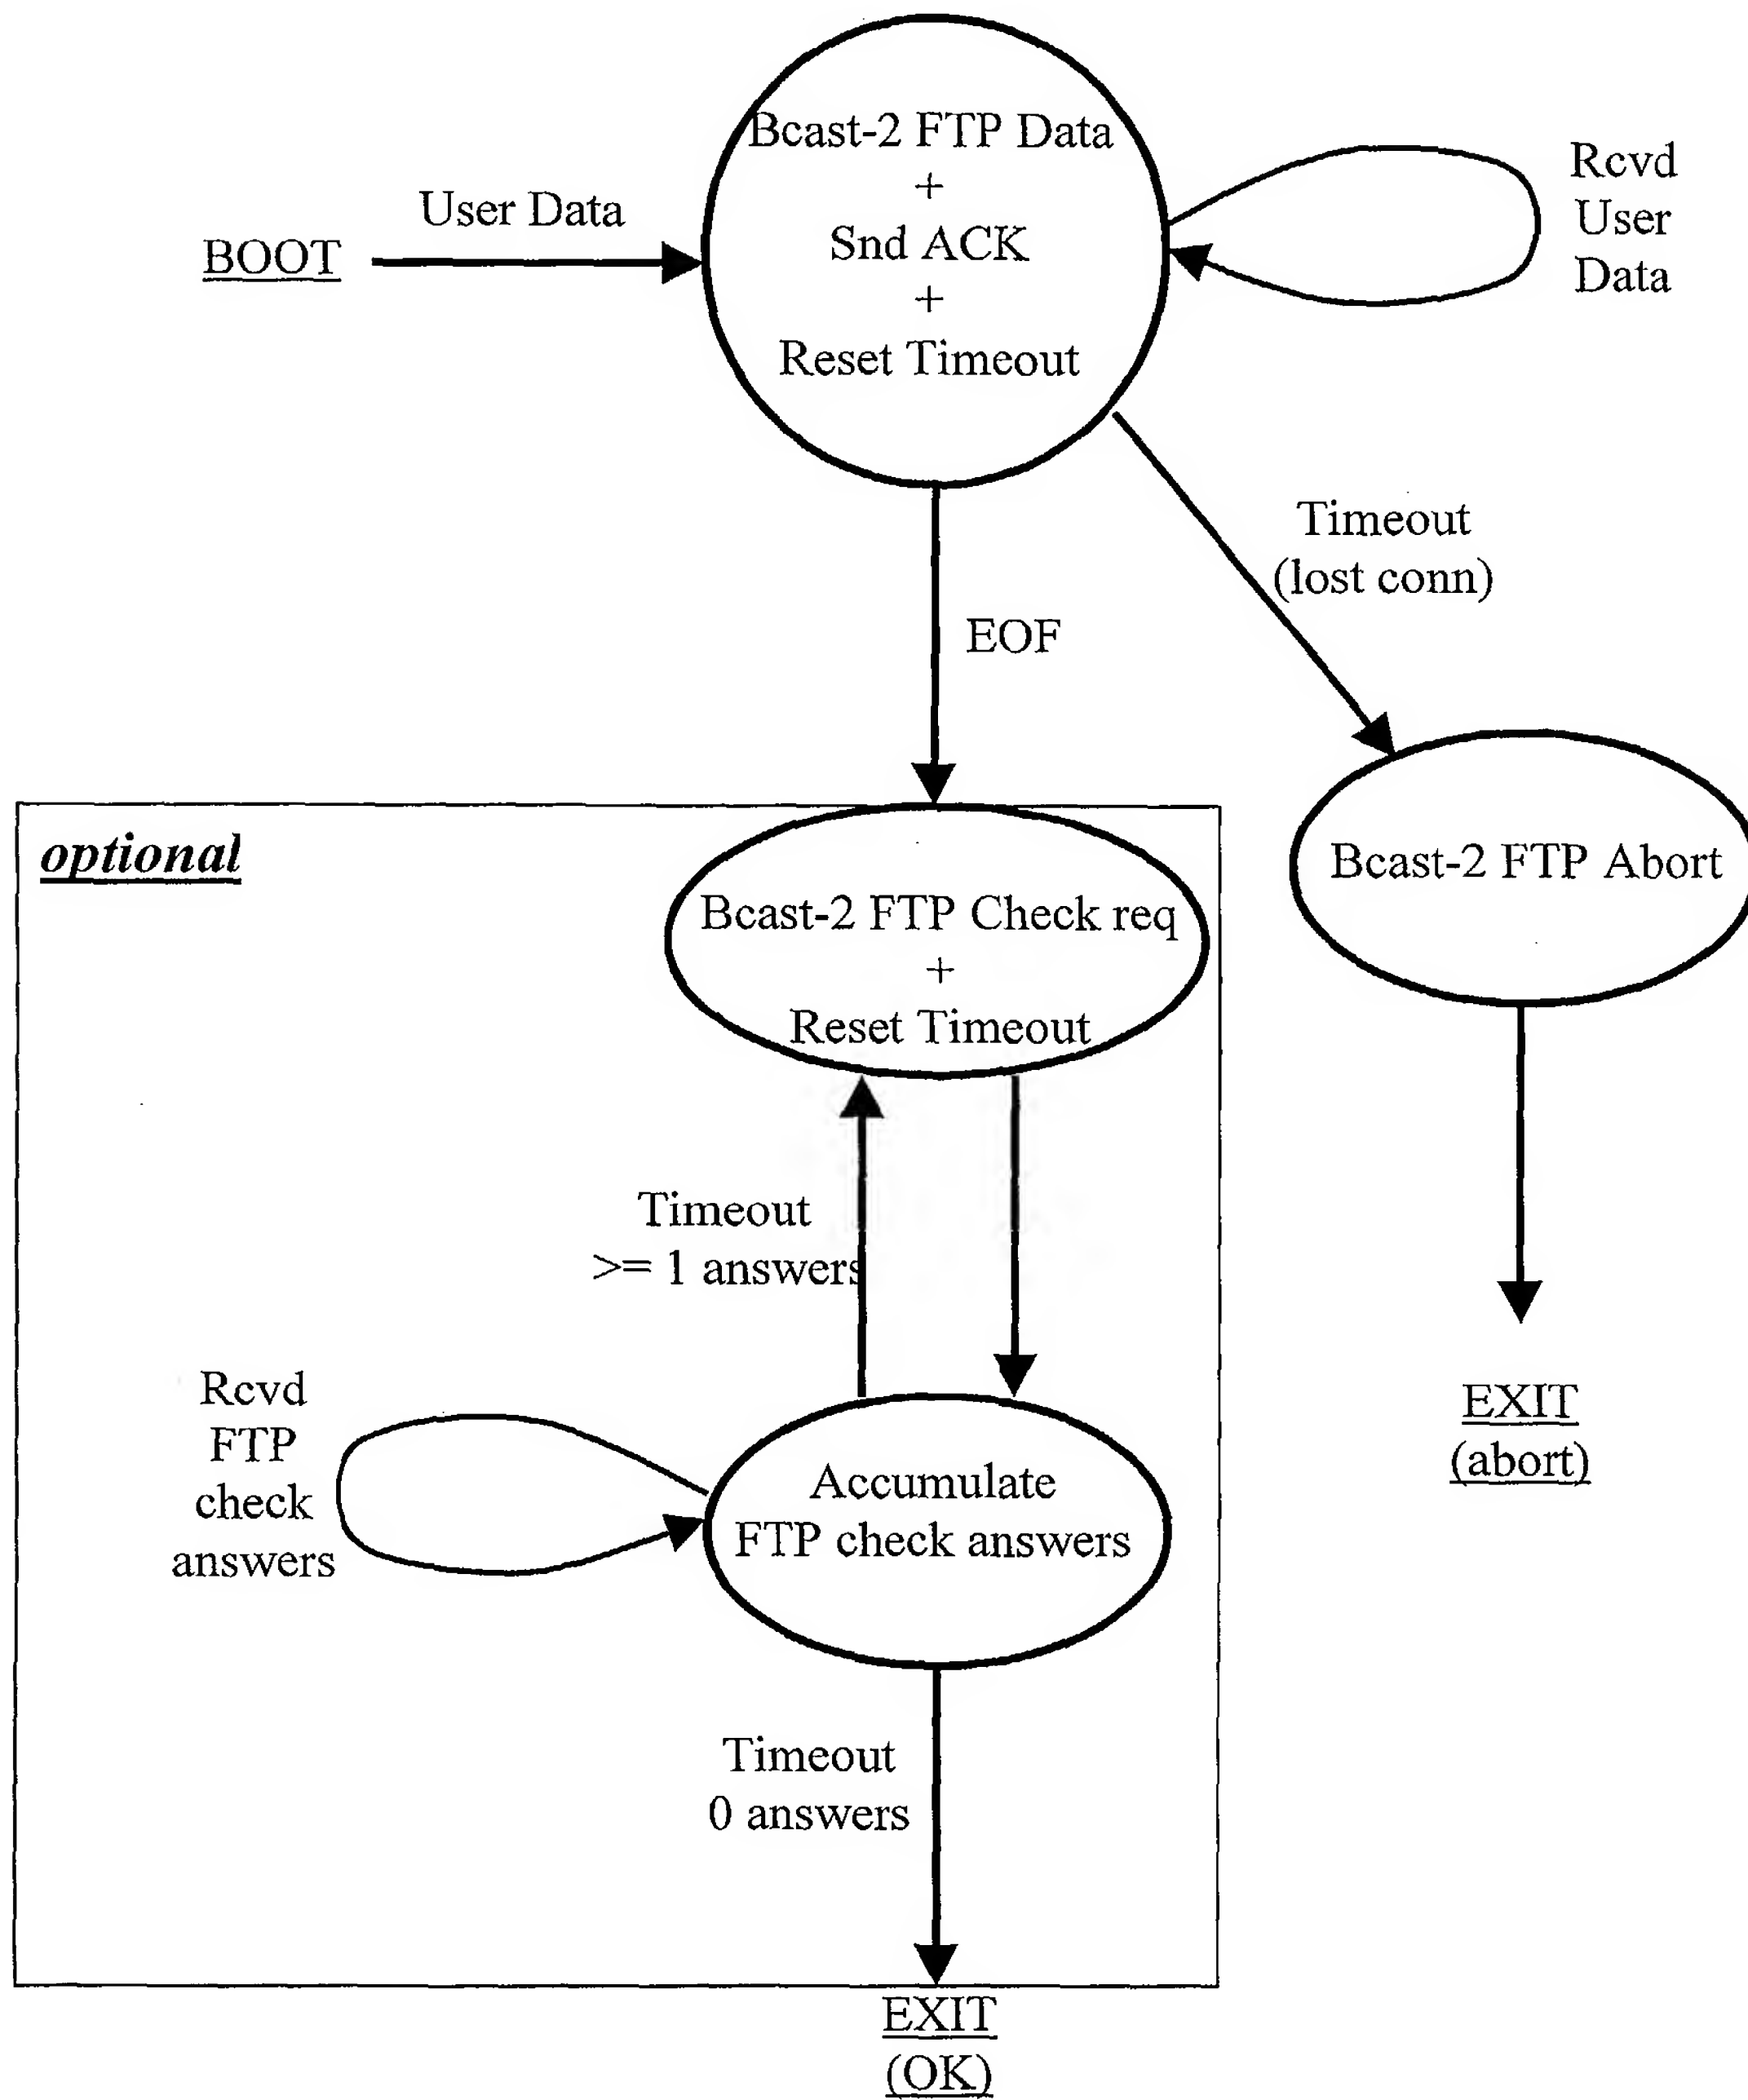 Bcast-2 FTP Data
+
Snd ACK
+
Reset Timeout
User Data
BOOT
Rcvd
User
Data
Timeout
(lost conn)
EOF
optional
Bcast-2 FTP Check req
+
Reset Timeout
Bcast-2 FTP Abort
Timeout
>= 1 answers
Rcvd
FTP
check
answers
Accumulate
FTP check answers
EXIT
(abort)
Timeout
0 answers
EXIT
(OK)